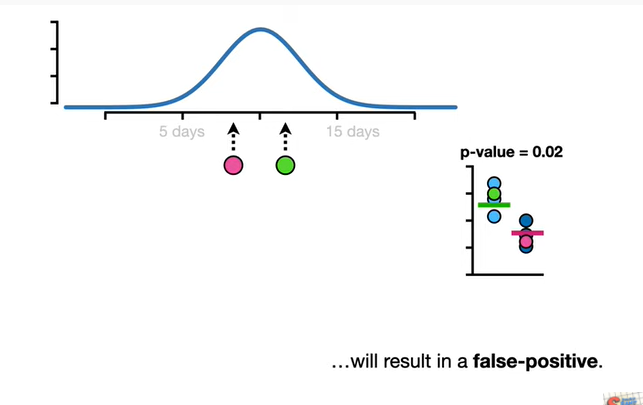 5 days
15 days
p-value = 0.02
…will result in a false-positive.